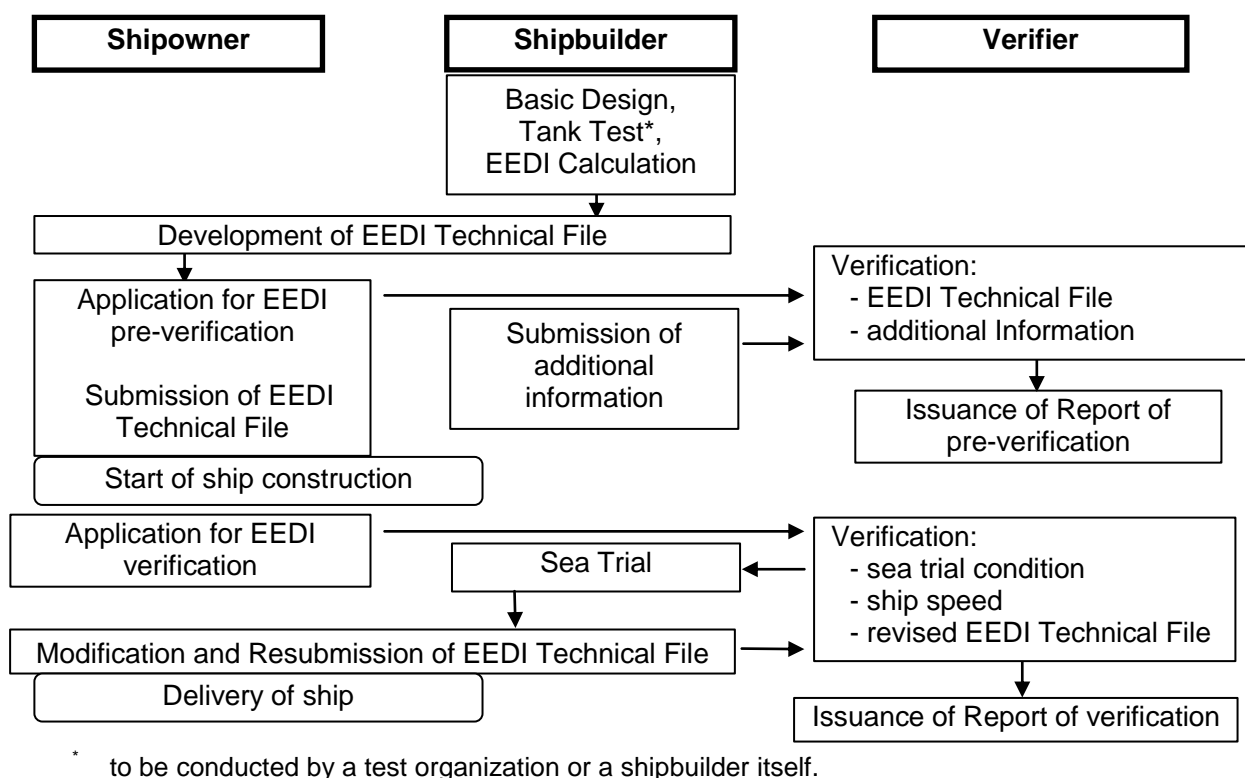 Shipowner
Shipbuilder
Verifier
Basic Design,
Tank Test*,
EEDI Calculation
Development of EEDI Technical File
Application for EEDI
pre-verification
Submission of EEDI
Technical File
Submission of
additional
information
Verification:
- EEDI Technical File
- additional Information
Issuance of Report of
pre-verification
Start of ship construction
Application for EEDI
verification
Sea Trial
Verification:
- sea trial condition
- ship speed
- revised EEDI Technical File
Modification and Resubmission of EEDI Technical File
Delivery of ship
Issuance of Report of verification
* to be conducted by a test organization or a shipbuilder itself.